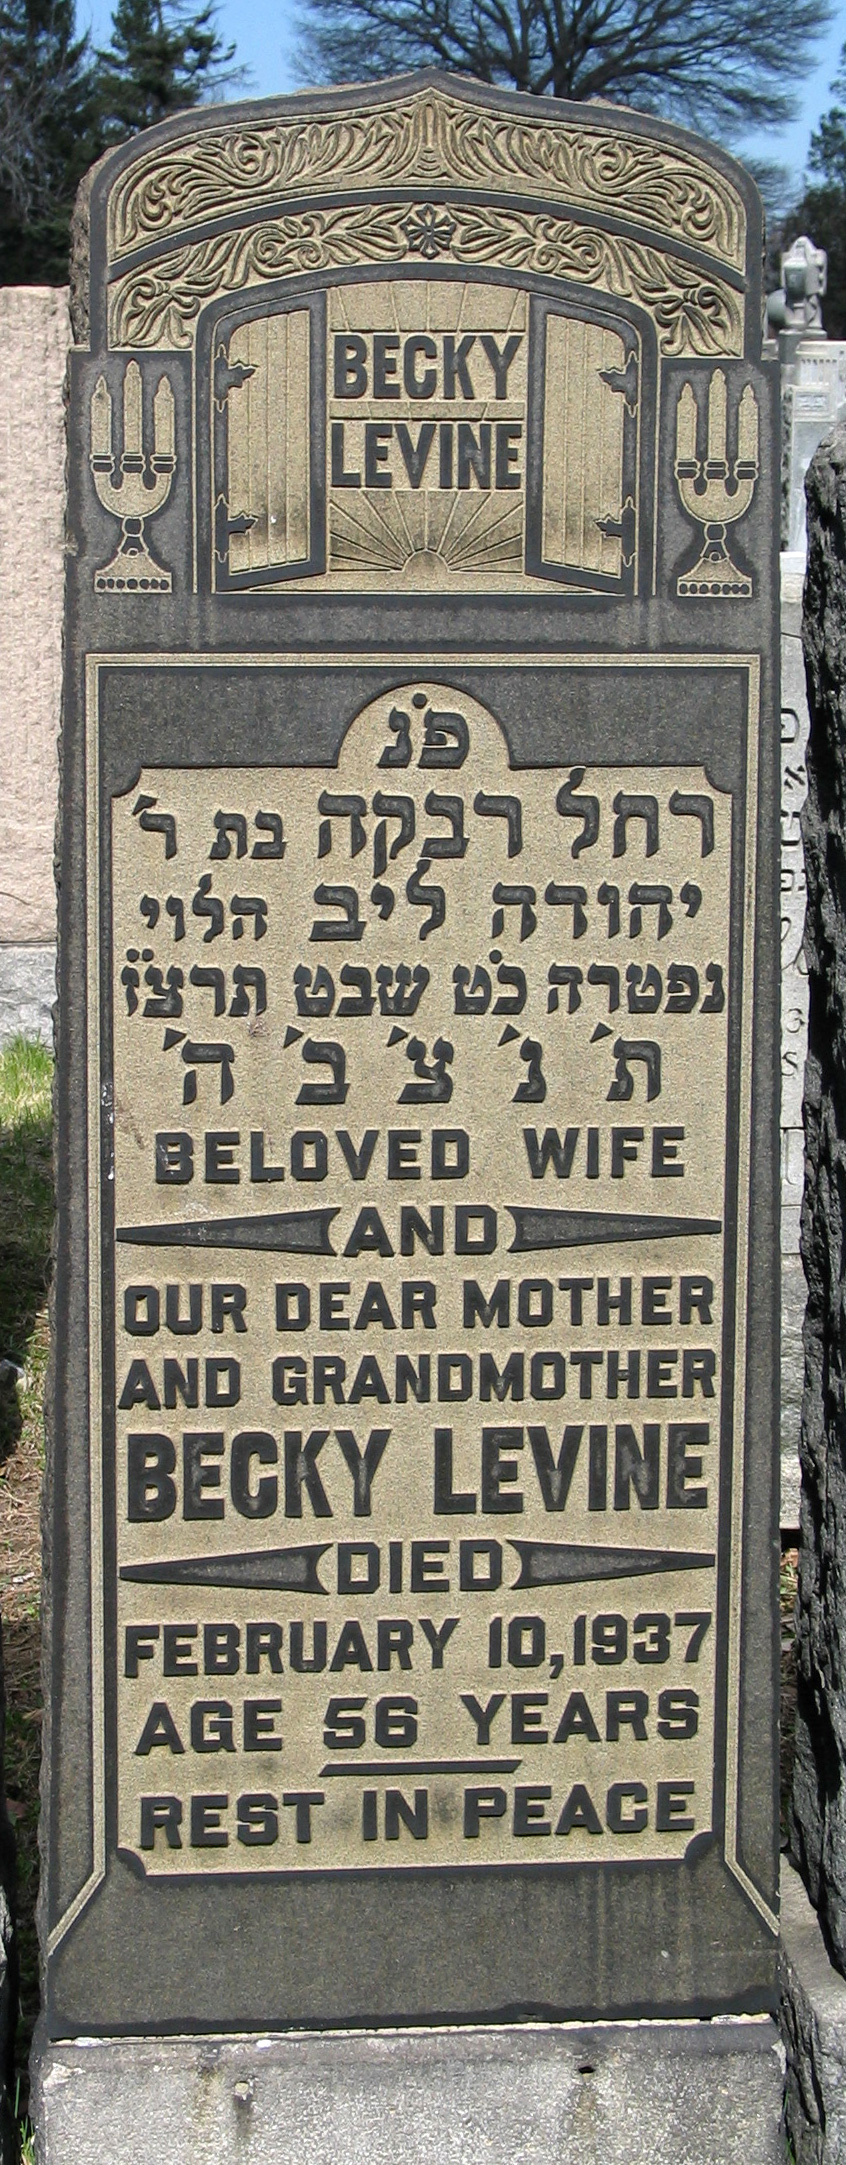 BECKY
LEVINE
פ̇נ
רחל רבקה בת ר'
יהודה ליב הלוי
נפטרה כ̇ט שבט תרצ̈ז
ת' נ' צ' ב' ה'
BELOVED WIFE
(AND)
OUR DEAR MOTHER
AND GRANDMOTHER
BECKY LEVINE
(DIED)
FEBRUARY 10, 1937
AGE 56 YEARS
REST IN PEACE